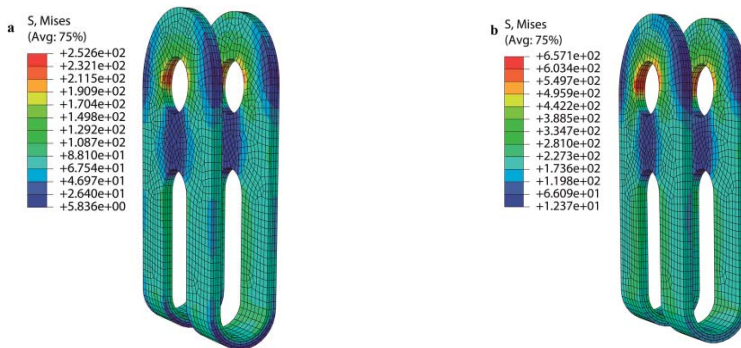 a
S, Mises
(Avg: 75%)
+2.526e+02
+2.321e+02
+2.115e+02
+1.909e+02
+1.704e+02
+1.498e+02
+1.292e+02
+1.087e+02
+8.810e+01
+6.754e+01
+4.697e+01
+2.640e+01
+5.836e+00
b
S, Mises
(Avg: 75%)
+6.571e+02
+6.034e+02
+5.497e+02
+4.959e+02
+4.422e+02
+3.885e+02
+3.347e+02
+2.810e+02
+2.273e+02
+1.736e+02
+1.198e+02
+6.609e+01
+1.237e+01